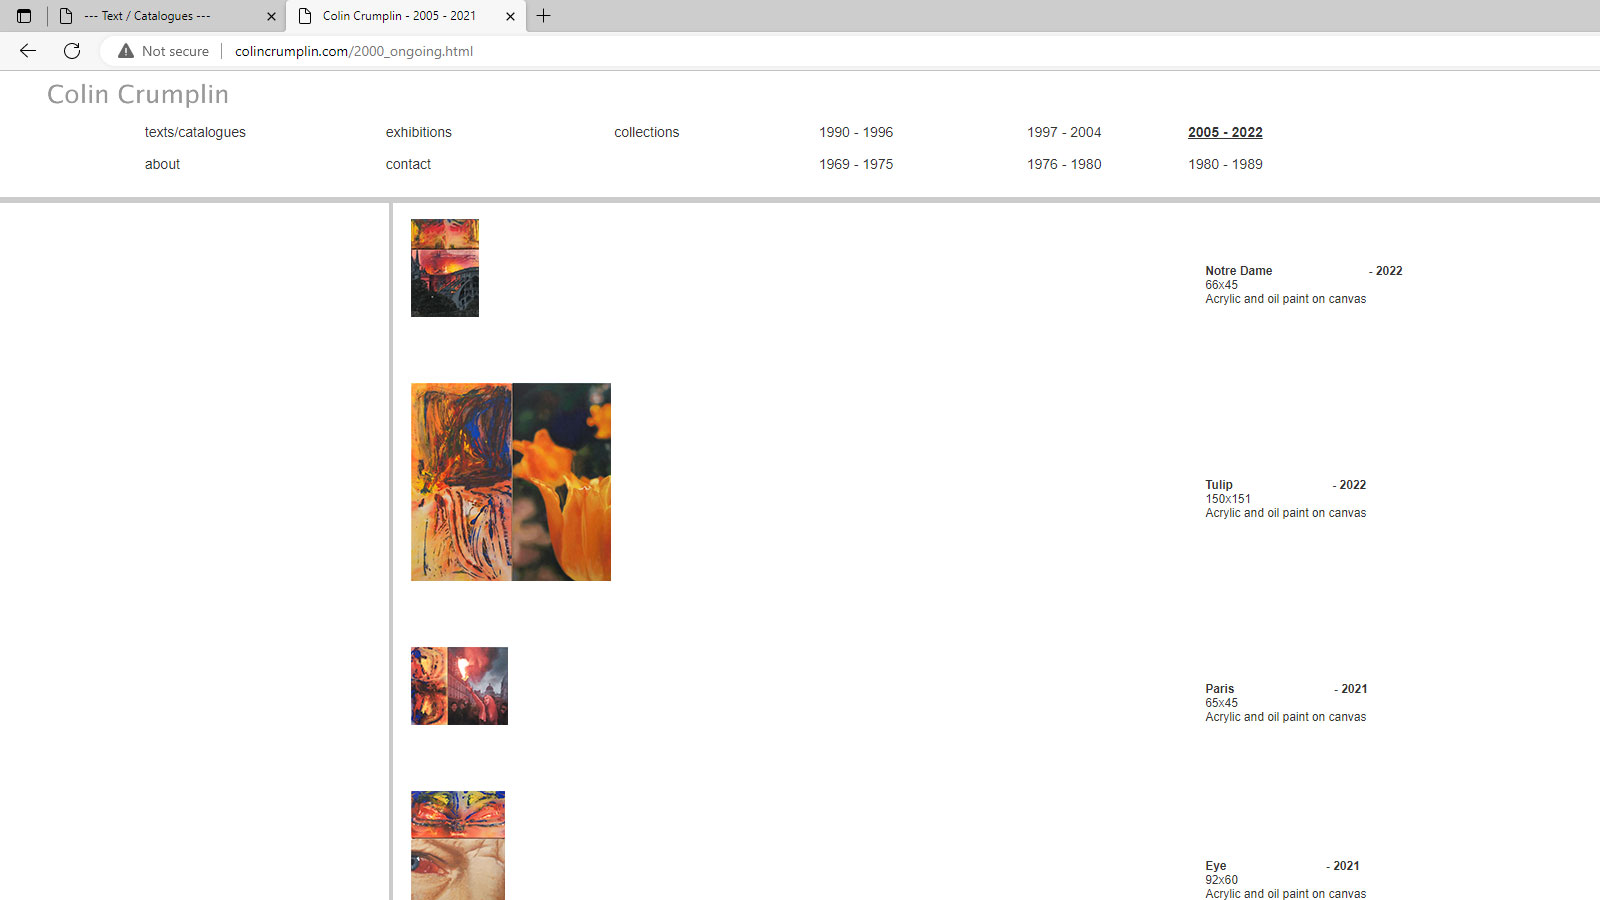 --- Text / Catalogues ---
Colin Crumplin - 2005 - 2021
Not secure
colincrumplin.com/2000_ongoing.html
Colin Crumplin
texts/catalogues exhibitions collections 1990 - 1996 1997 - 2004 2005 - 2022
about contact 1969 - 1975 1976 - 1980 1980 - 1989
Notre Dame - 2022
66x45
Acrylic and oil paint on canvas
Tulip - 2022
150x151
Acrylic and oil paint on canvas
Paris - 2021
65x45
Acrylic and oil paint on canvas
Eye - 2021
92x60
Acrylic and oil paint on canvas